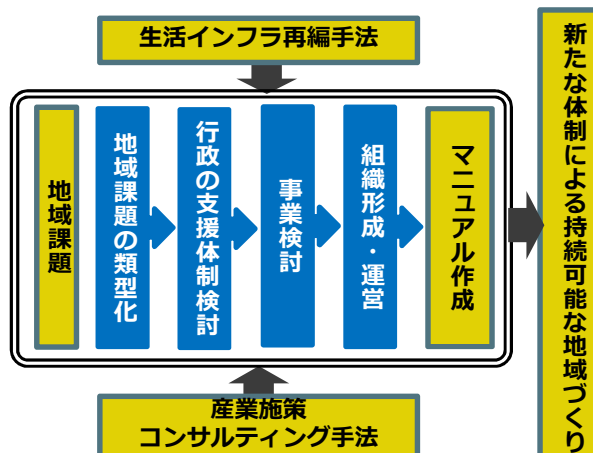 生活インフラ再編手法
地域課題
地域課題の類型化
行政の支援体制検討
事業検討
組織形成・運営
マニュアル作成
新たな体制による持続可能な地域づくり
産業施策
コンサルティング手法